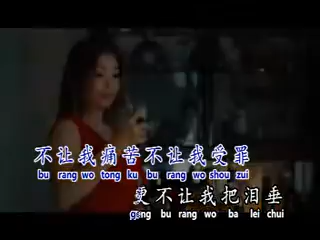 不让我痛苦不让我受罪
bu rang wo tong ku bu rang wo shou zui
更不让我把泪垂
geng bu rang wo ba lei chui